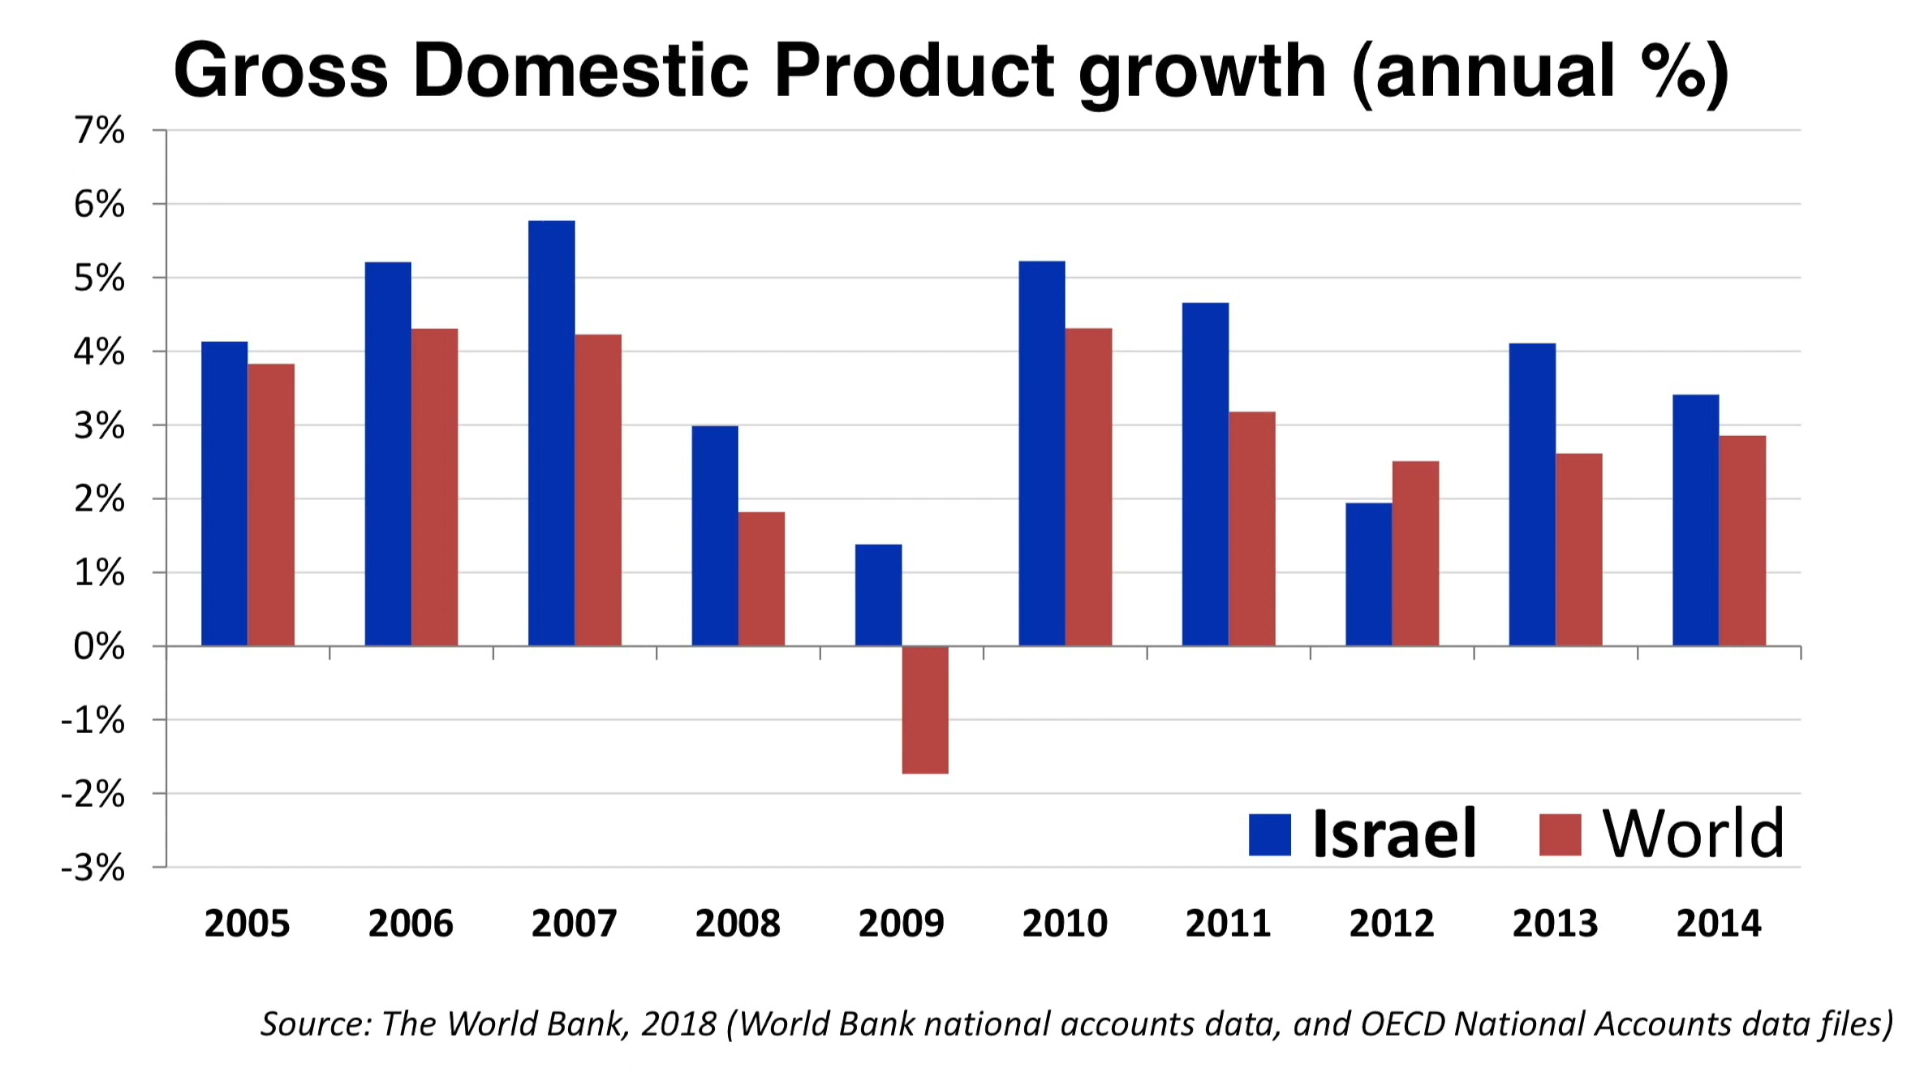 Gross Domestic Product growth (annual %)
7%
6%
5%
4%
3%
2%
1%
0%
-1%
-2%
-3%
Israel World
2005 2006 2007 2008 2009 2010 2011 2012 2013 2014
Source: The World Bank, 2018 (World Bank national accounts data, and OECD National Accounts data files)